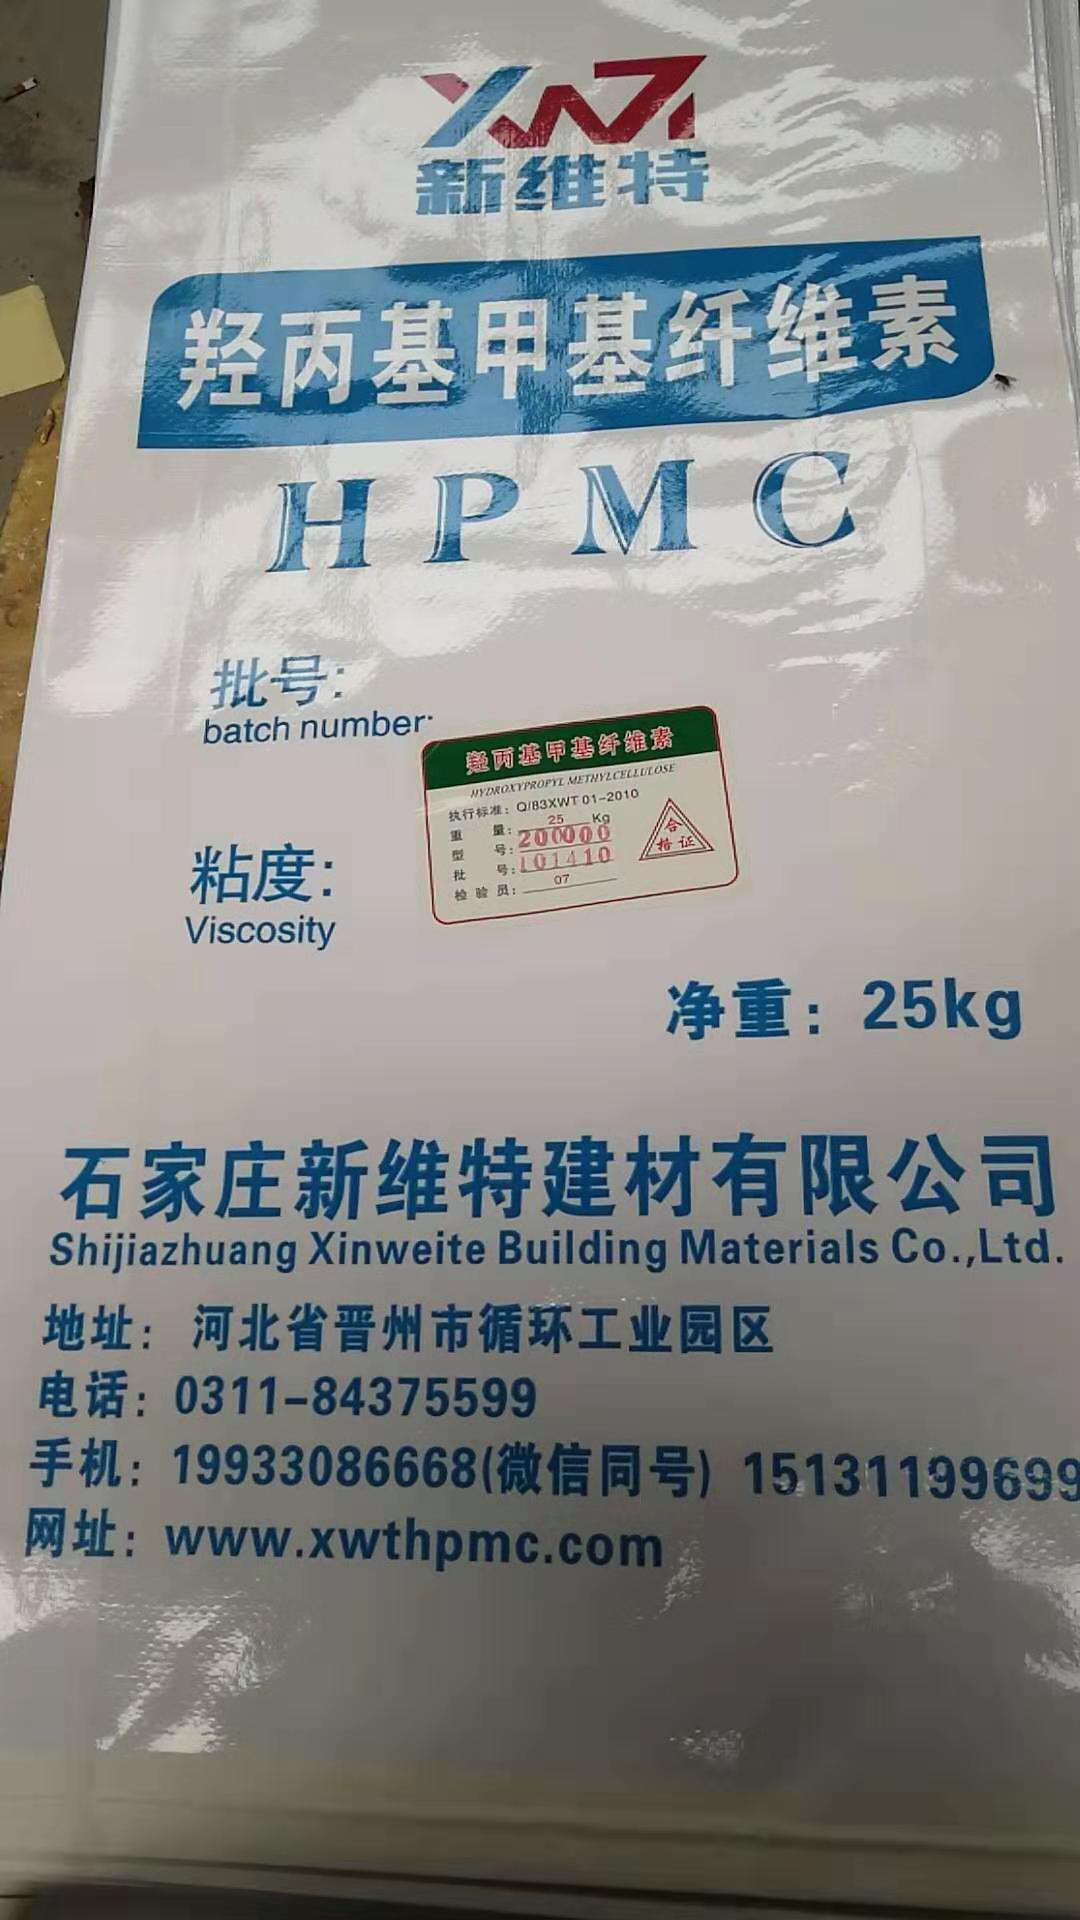 XWT
新维特
羟丙基甲基纤维素
HPMC
批号:
batch number:
羟丙基甲基纤维素
HYDROXYPROPYL METHYLCELLULOSE
执行标准: Q/83XWT 01-2010
重 量: 25 Kg
型 号: 200000
批 号: 101410
检 验 员: 07
合
格 证
粘度:
Viscosity
净重: 25kg
石家庄新维特建材有限公司
Shijiazhuang Xinweite Building Materials Co.,Ltd.
地址: 河北省晋州市循环工业园区
电话: 0311-84375599
手机: 19933086668(微信同号) 15131199699
网址: www.xwthpmc.com